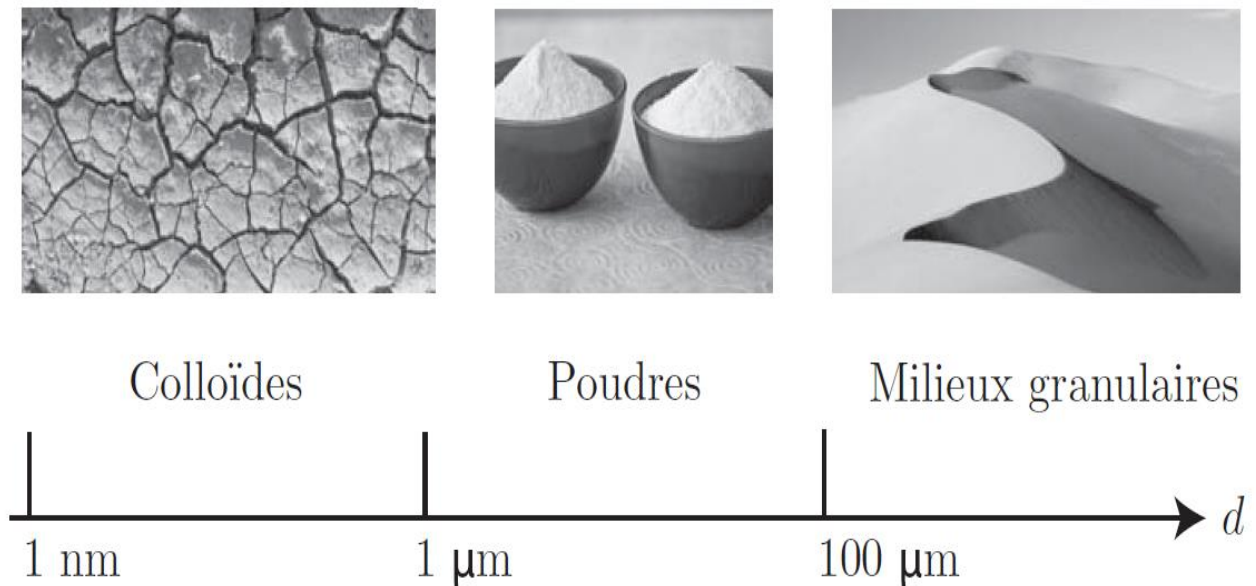 Colloïdes Poudres Milieux granulaires
d
1 nm 1 μm 100 μm